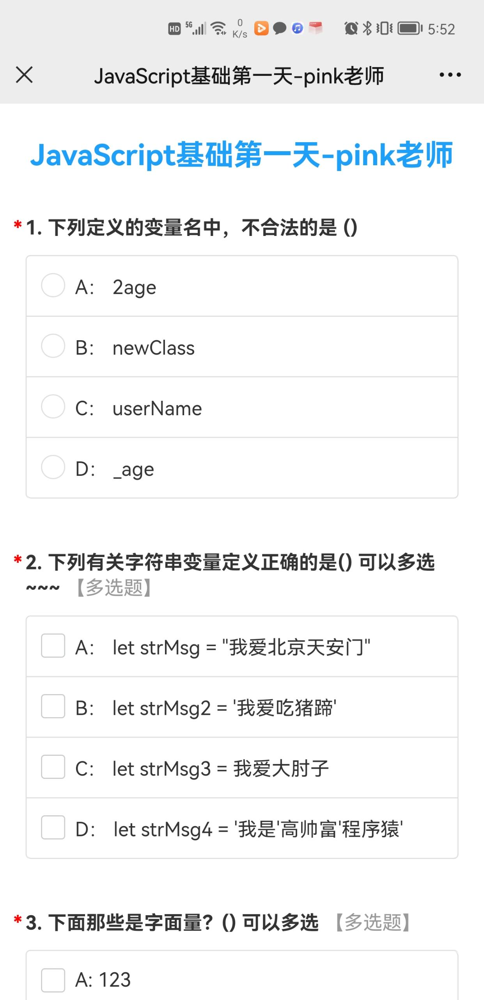 HD 5G 0 K/s 5:52
JavaScript基础第一天-pink老师
JavaScript基础第一天-pink老师
*1. 下列定义的变量名中，不合法的是 ()
A： 2age
B： newClass
C： userName
D： _age
*2. 下列有关字符串变量定义正确的是() 可以多选
~~~ 【多选题】
A： let strMsg = "我爱北京天安门"
B： let strMsg2 = '我爱吃猪蹄'
C： let strMsg3 = 我爱大肘子
D： let strMsg4 = '我是'高帅富'程序猿'
*3. 下面那些是字面量？() 可以多选 【多选题】
A: 123